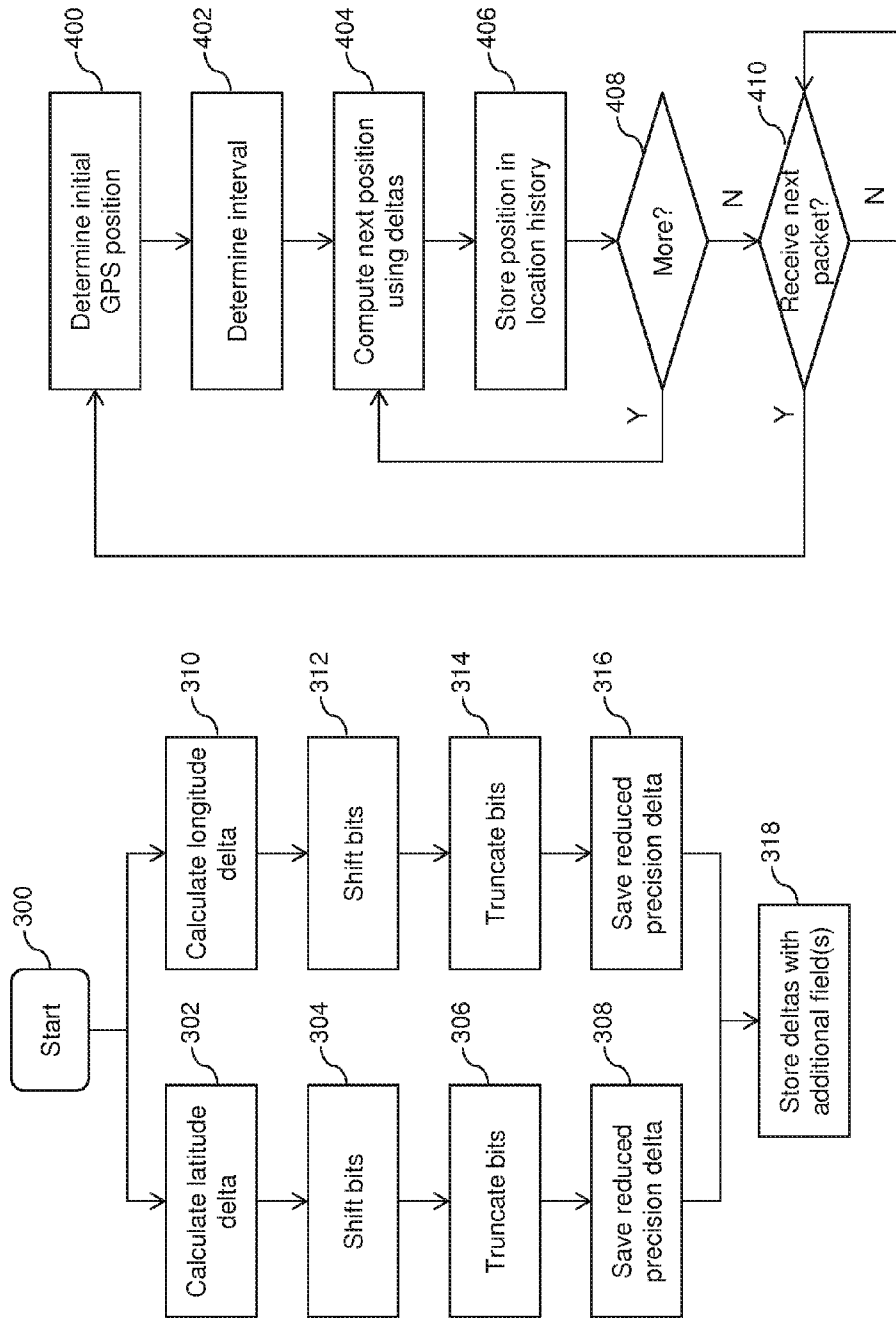 300
Start
302
Calculate latitude
delta
304
Shift bits
306
Truncate bits
308
Save reduced
precision delta
310
Calculate longitude
delta
312
Shift bits
314
Truncate bits
316
Save reduced
precision delta
318
Store deltas with
additional field(s)
400
Determine initial
GPS position
402
Determine interval
404
Compute next position
using deltas
406
Store position in
location history
408
More?
Y
N
410
Receive next
packet?
Y
N